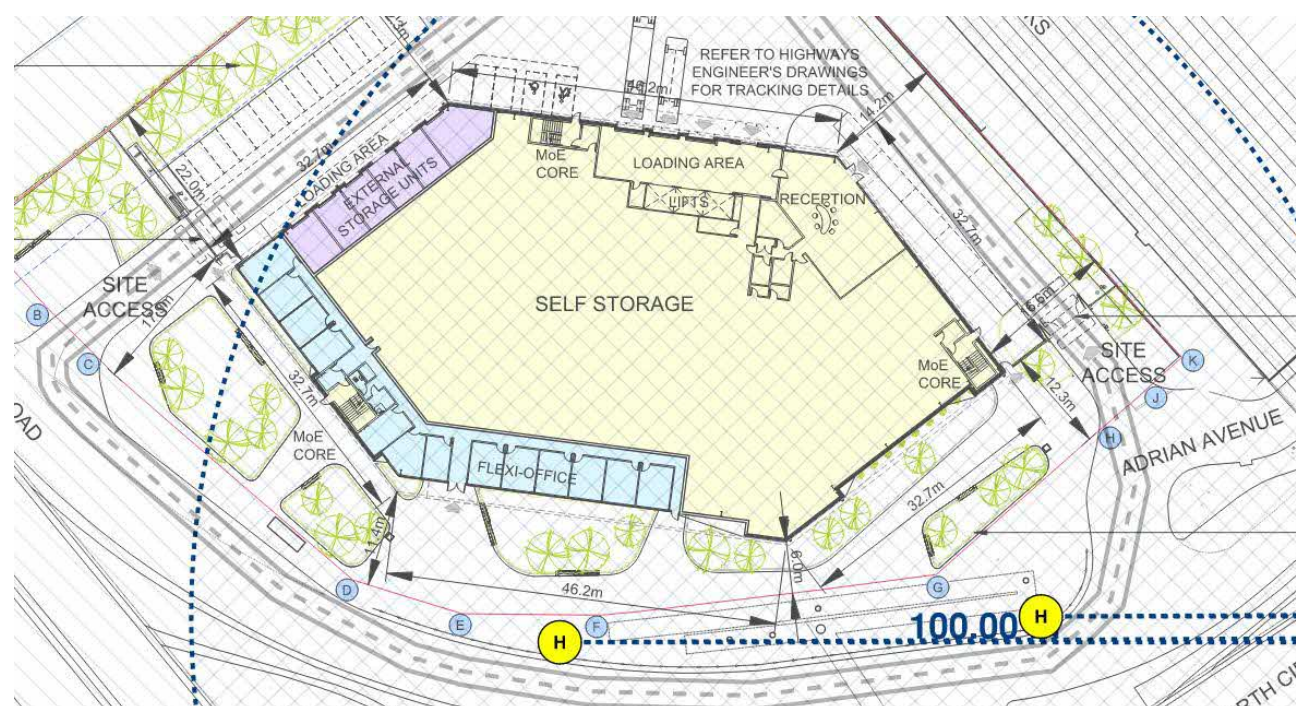 REFER TO HIGHWAYS
ENGINEER'S DRAWINGS
FOR TRACKING DETAILS
46.2m
14.2m
32.7m
LOADING AREA
EXTERNAL
STORAGE UNITS
MoE
CORE
LOADING AREA
LIFTS
RECEPTION
22.0m
32.7m
SITE
ACCESS
SELF STORAGE
16.6m
SITE
ACCESS
B
C
K
J
H
32.7m
MoE
CORE
12.3m
MoE
CORE
ROAD
ADRIAN AVENUE
FLEXI-OFFICE
32.7m
11.4m
6.0m
46.2m
D
E
F
G
H
100.00
H